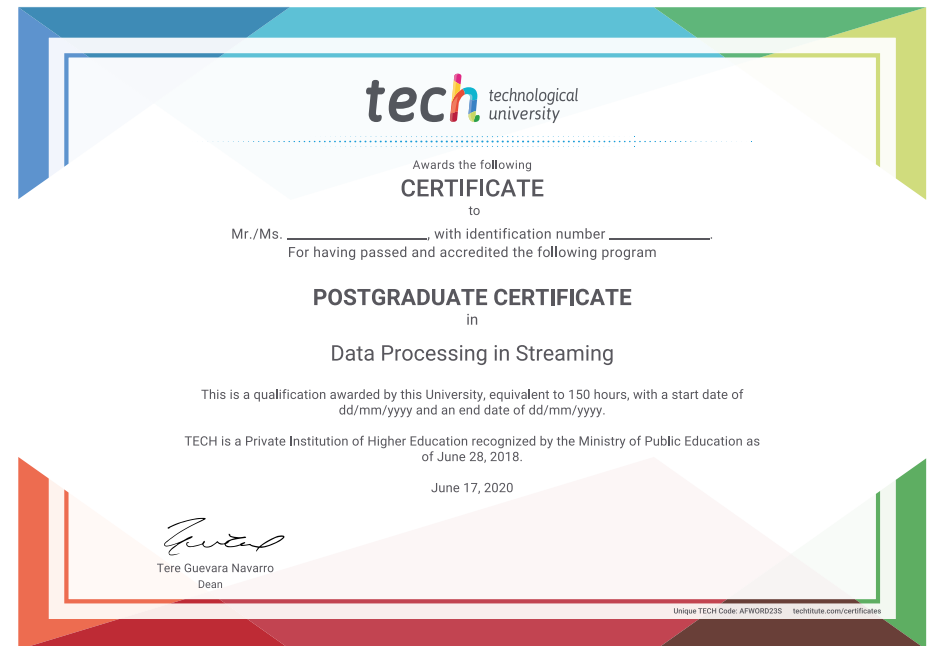 tech technological
university
Awards the following
CERTIFICATE
to
Mr./Ms. ____________________, with identification number ______________.
For having passed and accredited the following program
POSTGRADUATE CERTIFICATE
in
Data Processing in Streaming
This is a qualification awarded by this University, equivalent to 150 hours, with a start date of
dd/mm/yyyy and an end date of dd/mm/yyyy.
TECH is a Private Institution of Higher Education recognized by the Ministry of Public Education as
of June 28, 2018.
June 17, 2020
Tere Guevara Navarro
Dean
Unique TECH Code: AFWORD23S techtitute.com/certificates